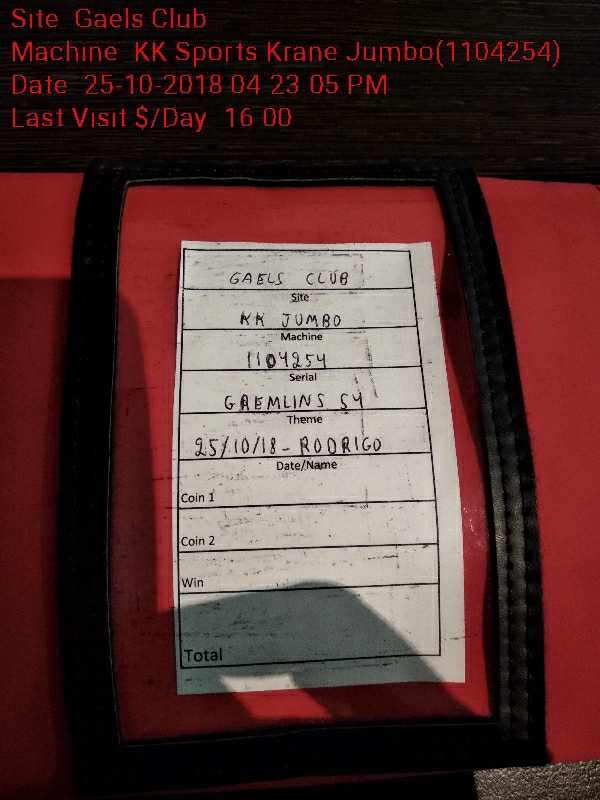 Site Gaels Club
Machine KK Sports Krane Jumbo(1104254)
Date 25-10-2018 04 23 05 PM
Last Visit $/Day 16 00
GAELS CLUB
Site
KK JUMBO
Machine
1104254
Serial
GREMLINS S4
Theme
25/10/18 - RODRIGO
Date/Name
Coin 1
Coin 2
Win
Total